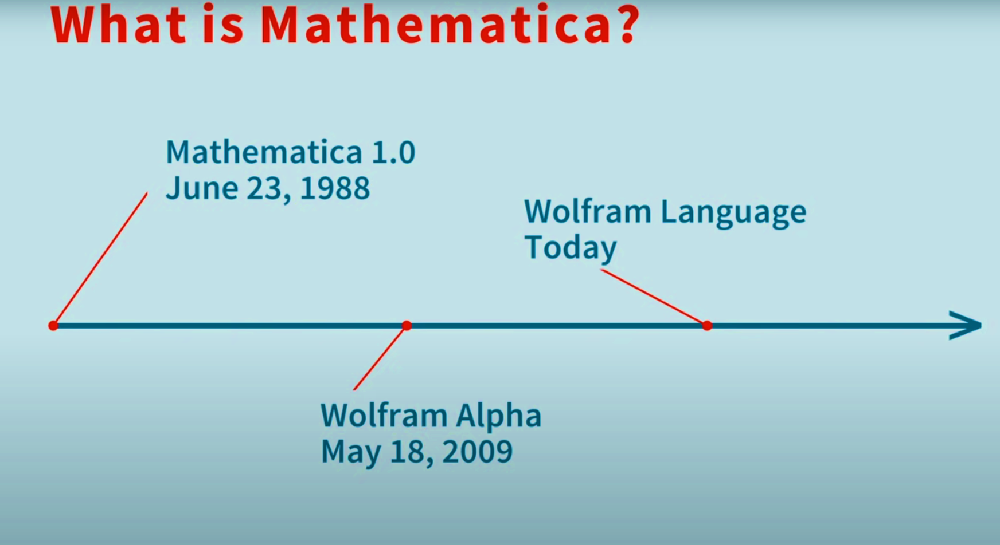 What is Mathematica?
Mathematica 1.0
June 23, 1988
Wolfram Language
Today
Wolfram Alpha
May 18, 2009